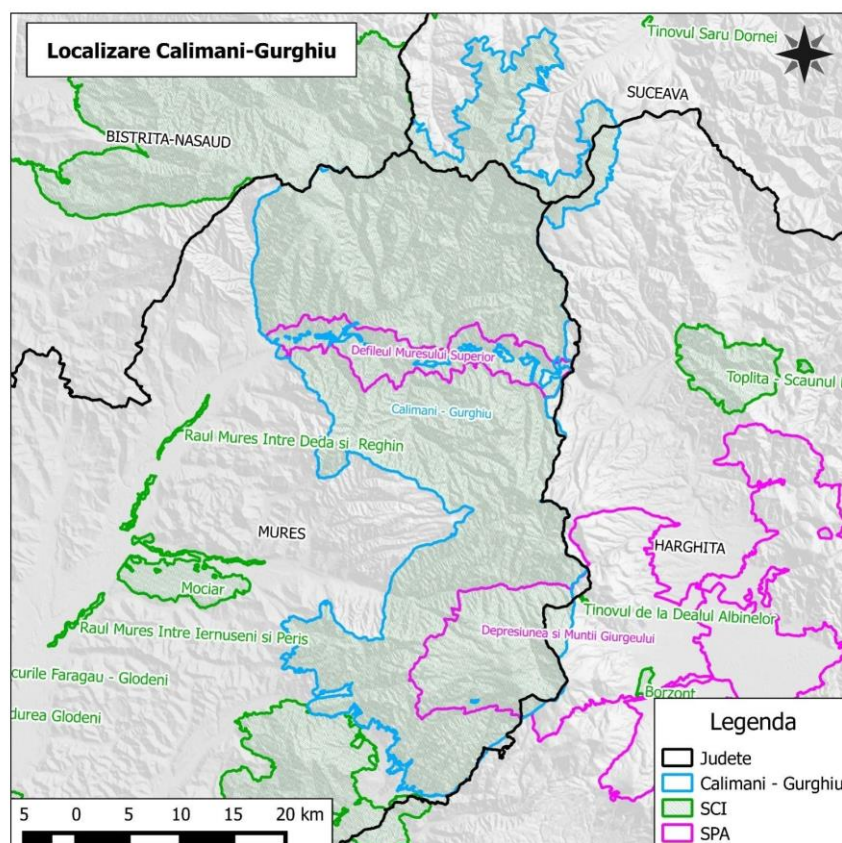 Localizare Calimani-Gurghiu
Tinovul Saru Dornei
SUCEAVA
BISTRITA-NASAUD
Defileul Muresului Superior
Toplita - Scaunul
Calimani - Gurghiu
Raul Mures Intre Deda si Reghin
MURES
HARGHITA
Mociar
Tinovul de la Dealul Albinelor
Raul Mures Intre Iernuseni si Peris
Depresiunea si Muntii Giurgeului
curile Faragau - Glodeni
Borzont
durea Glodeni
Legenda
Judete
Calimani - Gurghiu
SCI
SPA
5 0 5 10 15 20 km